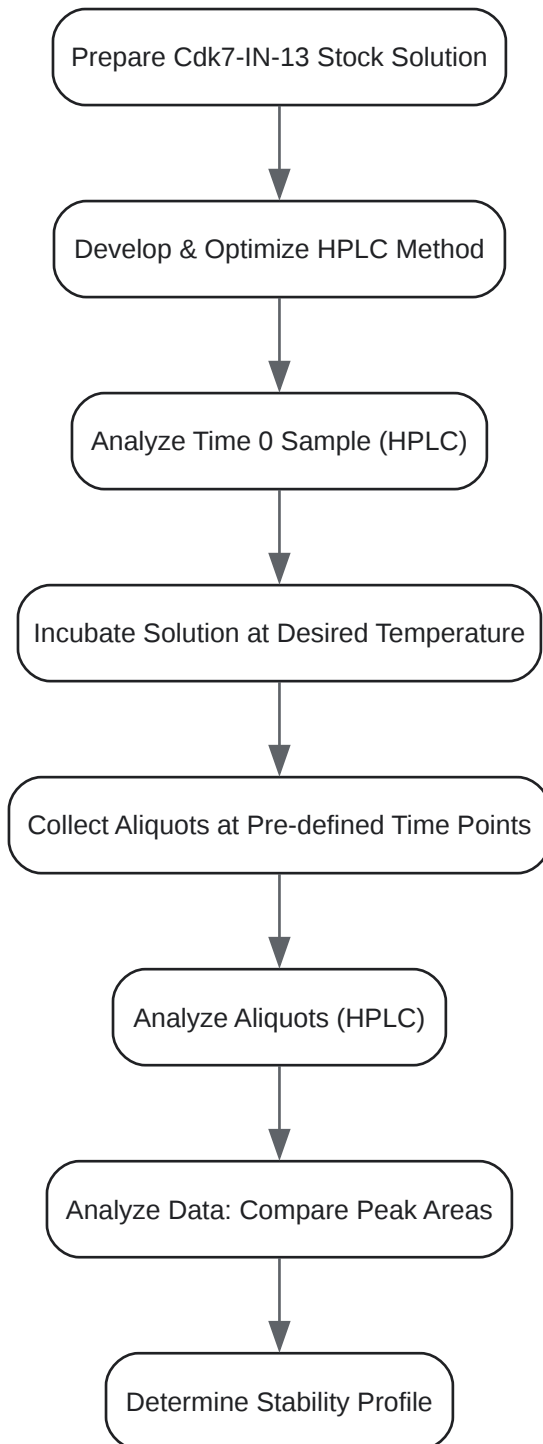 Prepare Cdk7-IN-13 Stock Solution
Develop & Optimize HPLC Method
Analyze Time 0 Sample (HPLC)
Incubate Solution at Desired Temperature
Collect Aliquots at Pre-defined Time Points
Analyze Aliquots (HPLC)
Analyze Data: Compare Peak Areas
Determine Stability Profile